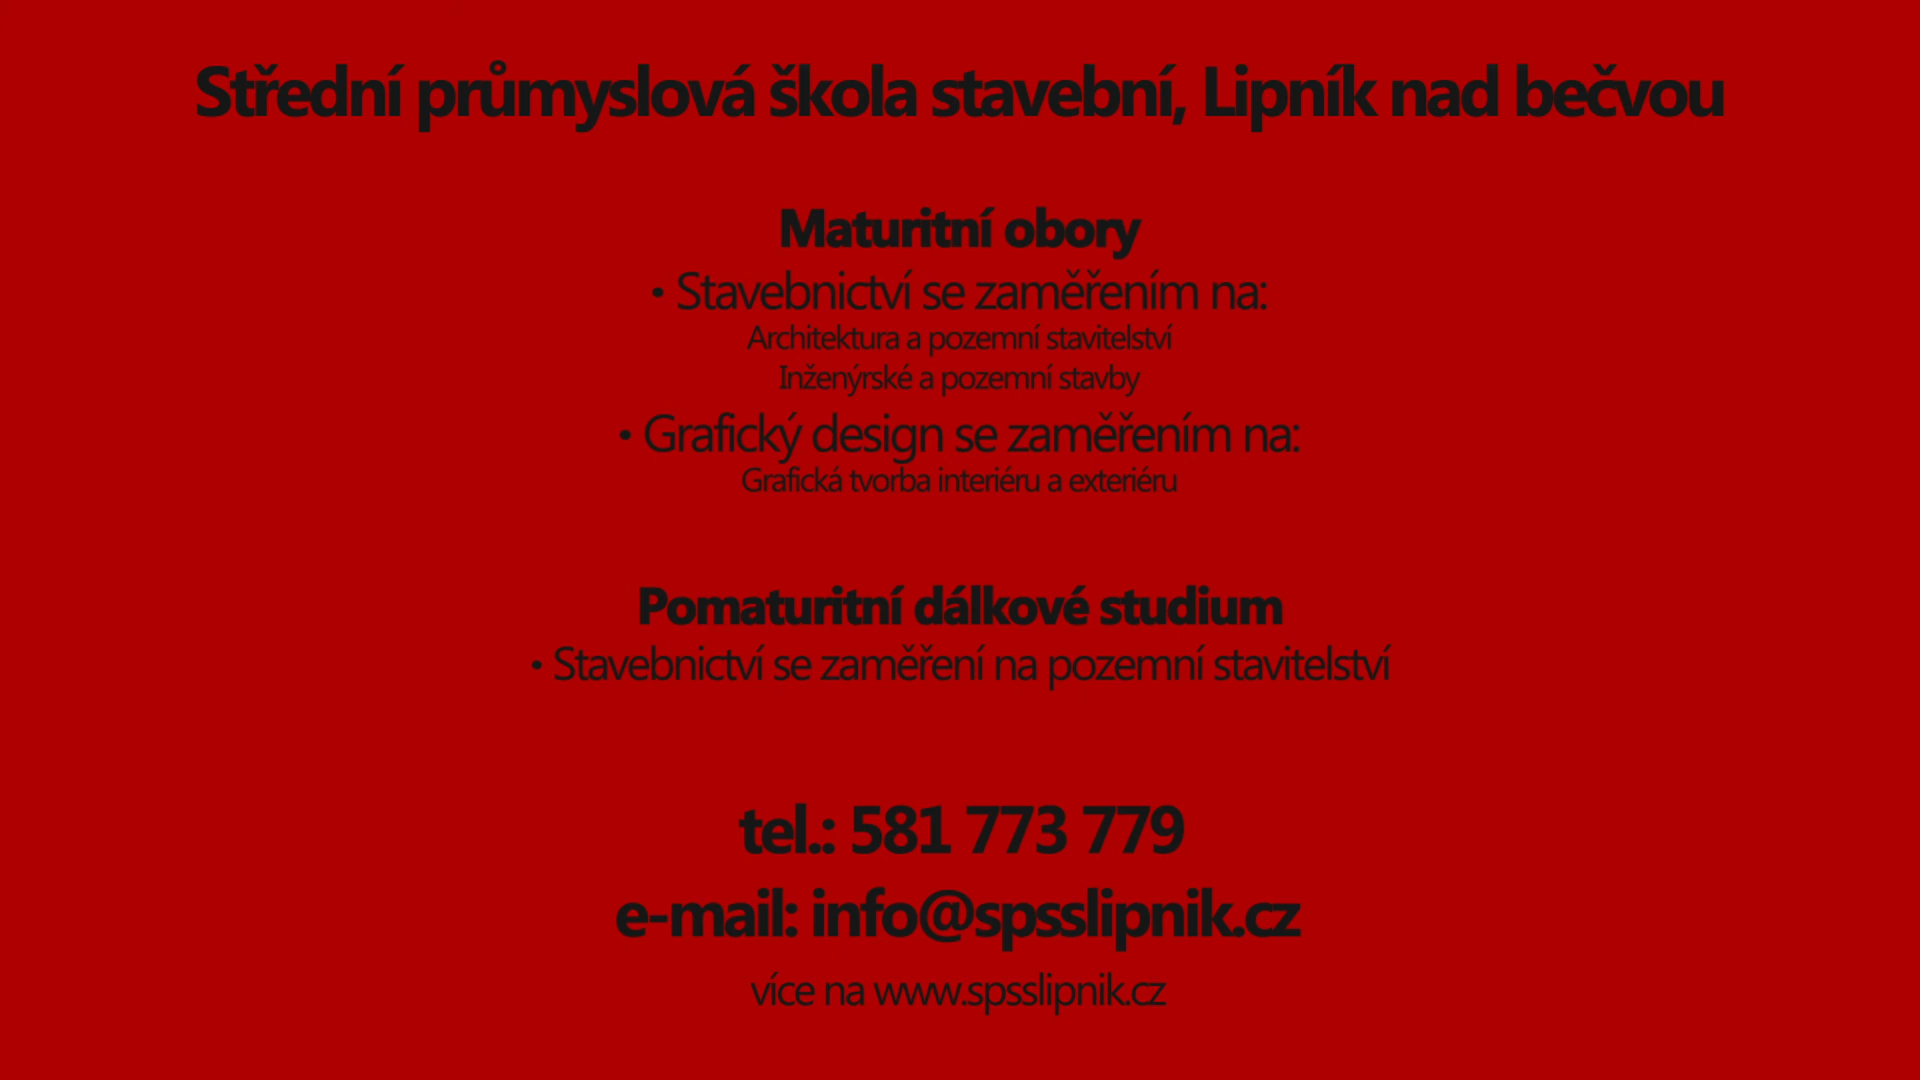 Střední průmyslová škola stavební, Lipník nad bečvou
Maturitní obory
• Stavebnictví se zaměřením na:
Architektura a pozemní stavitelství
Inženýrské a pozemní stavby
• Grafický design se zaměřením na:
Grafická tvorba interiéru a exteriéru
Pomaturitní dálkové studium
• Stavebnictví se zaměření na pozemní stavitelství
tel.: 581 773 779
e-mail: info@spsslipnik.cz
více na www.spsslipnik.cz